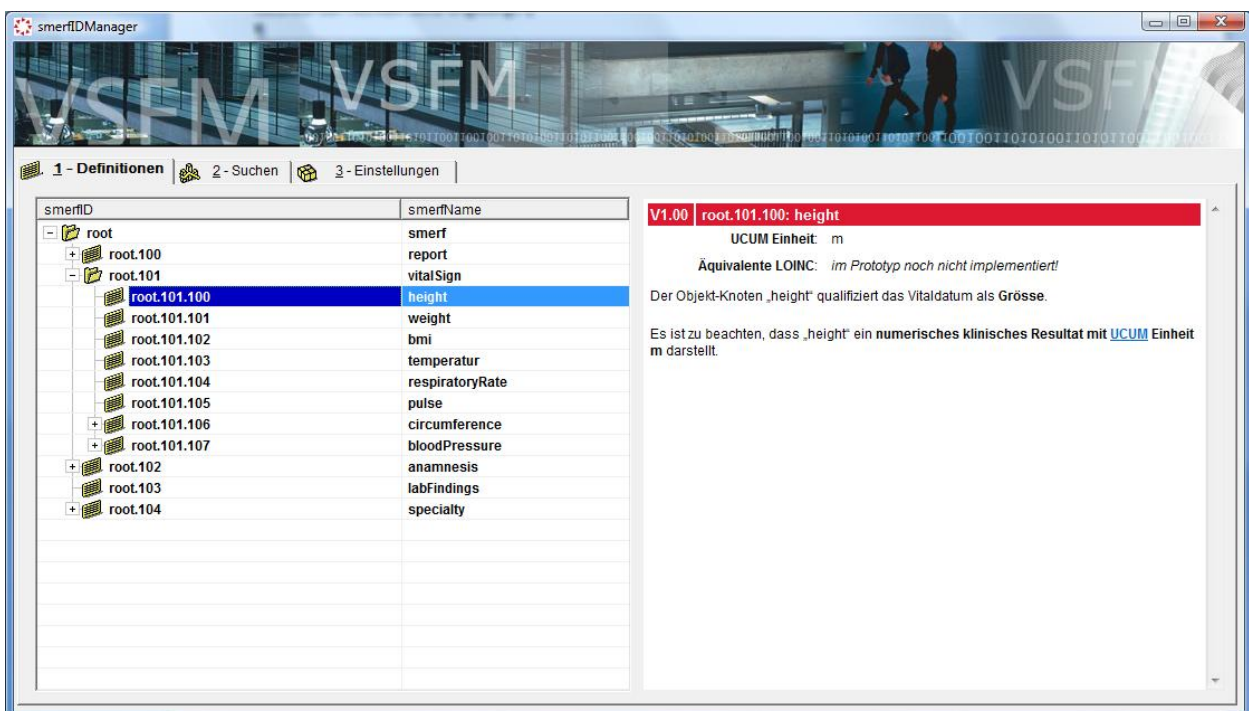 smerfIDManager
VSFM VSFM VSFM
1 - Definitionen 2 - Suchen 3 - Einstellungen
smerfID smerfName
root smerf
root.100 report
root.101 vitalSign
root.101.100 height
root.101.101 weight
root.101.102 bmi
root.101.103 temperatur
root.101.104 respiratoryRate
root.101.105 pulse
root.101.106 circumference
root.101.107 bloodPressure
root.102 anamnesis
root.103 labFindings
root.104 specialty
V1.00 root.101.100: height
UCUM Einheit: m
Äquivalente LOINC: im Prototyp noch nicht implementiert!
Der Objekt-Knoten „height“ qualifiziert das Vitaldatum als Grösse.
Es ist zu beachten, dass „height“ ein numerisches klinisches Resultat mit UCUM Einheit
m darstellt.